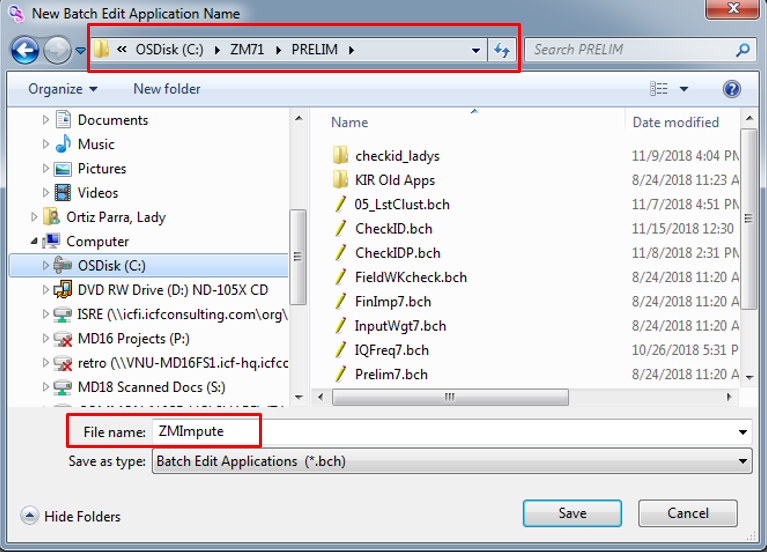 New Batch Edit Application Name
« OSDisk (C:) ZM71 PRELIM
Search PRELIM
Organize New folder
Documents
Music
Pictures
Videos
Ortiz Parra, Lady
Computer
OSDisk (C:)
DVD RW Drive (D:) ND-105X CD
ISRE (\\icfi.icfconsulting.com\org\
MD16 Projects (P:)
retro (\\VNU-MD16FS1.icf-hq.icfco
MD18 Scanned Docs (S:)
Name Date modified
checkid_ladys 11/9/2018 4:04 PM
KIR Old Apps 8/24/2018 11:23 A
05_LstClust.bch 11/7/2018 4:51 PM
CheckID.bch 11/15/2018 12:30
CheckIDP.bch 11/8/2018 2:31 PM
FieldWKcheck.bch 8/24/2018 11:20 A
FinImp7.bch 8/24/2018 11:20 A
InputWgt7.bch 8/24/2018 11:20 A
IQFreq7.bch 10/26/2018 5:31 P
Prelim7.bch 8/24/2018 11:20 A
File name: ZMImpute
Save as type: Batch Edit Applications (*.bch)
Hide Folders
Save
Cancel